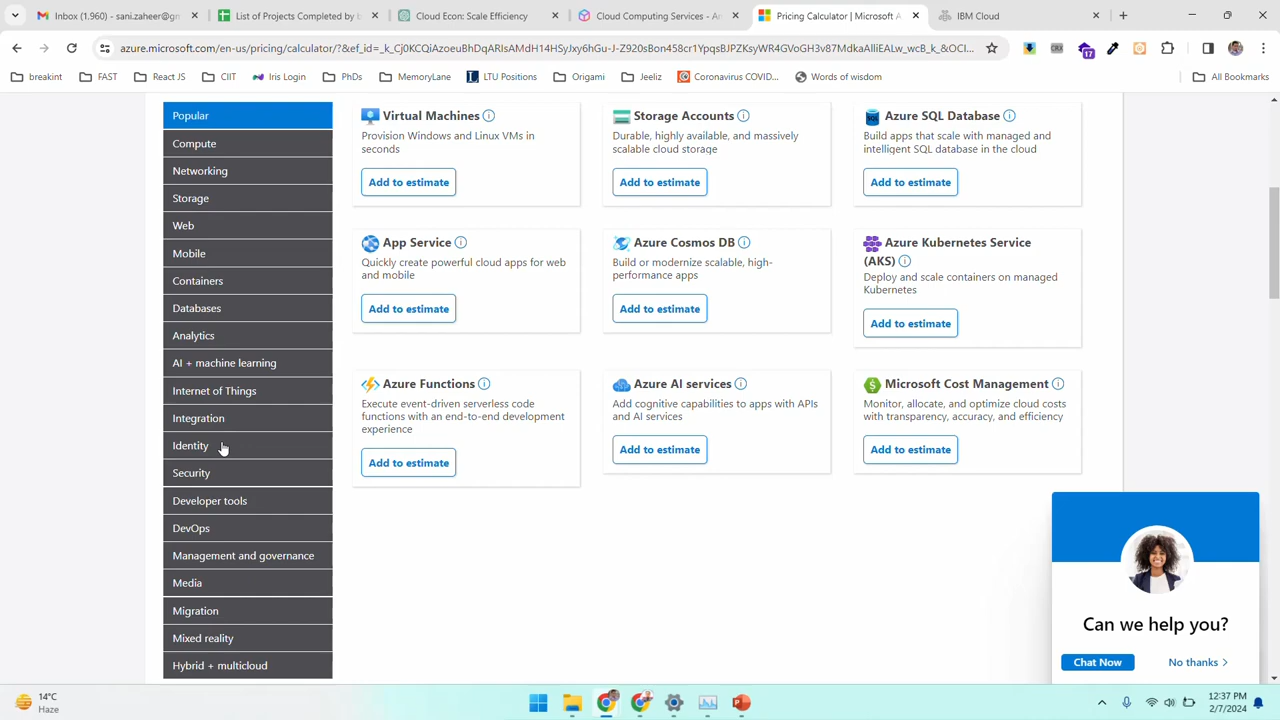 Inbox (1,960) - sani.zaheer@gm
List of Projects Completed by
Cloud Econ: Scale Efficiency
Cloud Computing Services - A
Pricing Calculator | Microsoft A
IBM Cloud
azure.microsoft.com/en-us/pricing/calculator/?&ef_id=_k_Cj0KCQiAzoeuBhDqARIsAMdH14HSyJxy6hGu-J-Z920sBon458cr1YpqsBJPZKsyWR4GVoGH3v87MdkaAlliEALw_wcB_k_&OCI...
17
breakint
FAST
React JS
CIIT
Iris Login
PhDs
MemoryLane
LTU Positions
Origami
Jeeliz
Coronavirus COVID...
Words of wisdom
All Bookmarks
Popular
Compute
Networking
Storage
Web
Mobile
Containers
Databases
Analytics
AI + machine learning
Internet of Things
Integration
Identity
Security
Developer tools
DevOps
Management and governance
Media
Migration
Mixed reality
Hybrid + multicloud
Virtual Machines
Provision Windows and Linux VMs in
seconds
Add to estimate
Storage Accounts
Durable, highly available, and massively
scalable cloud storage
Add to estimate
SQL
Azure SQL Database
Build apps that scale with managed and
intelligent SQL database in the cloud
Add to estimate
App Service
Quickly create powerful cloud apps for web
and mobile
Add to estimate
Azure Cosmos DB
Build or modernize scalable, high-
performance apps
Add to estimate
Azure Kubernetes Service
(AKS)
Deploy and scale containers on managed
Kubernetes
Add to estimate
Azure Functions
Execute event-driven serverless code
functions with an end-to-end development
experience
Add to estimate
Azure AI services
Add cognitive capabilities to apps with APIs
and AI services
Add to estimate
Microsoft Cost Management
Monitor, allocate, and optimize cloud costs
with transparency, accuracy, and efficiency
Add to estimate
Can we help you?
Chat Now
No thanks
14°C
Haze
12:37 PM
2/7/2024